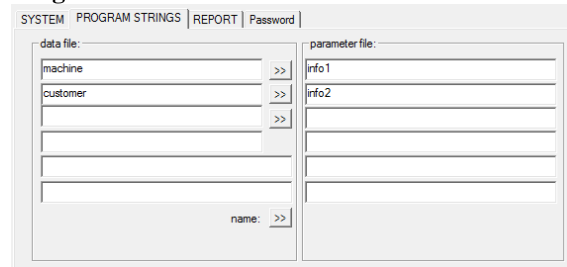 SYSTEM PROGRAM STRINGS REPORT Password
data file: parameter file:
machine >> info1
customer >> info2
>>
name: >>